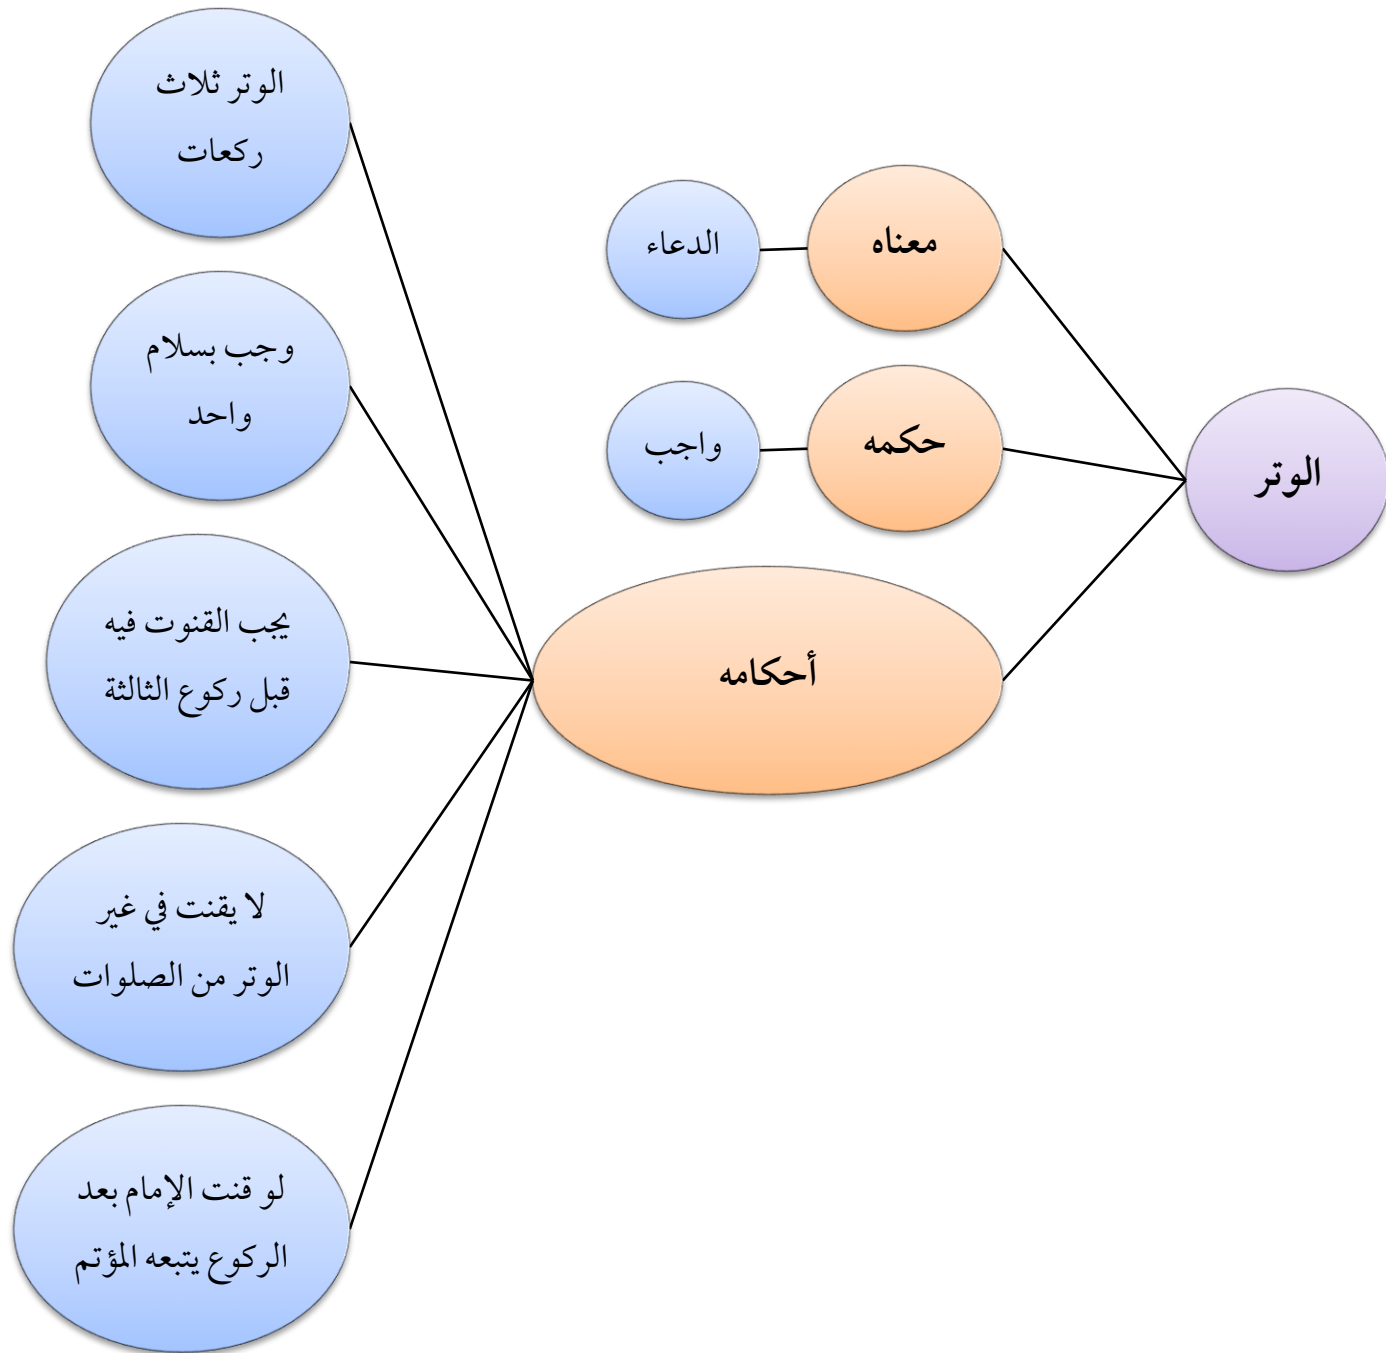 الوتر
معناه
الدعاء
حكمه
واجب
أحكامه
الوتر ثلاث
ركعات
وجب بسلام
واحد
يجب القنوت فيه
قبل ركوع الثالثة
لا يقنت في غير
الوتر من الصلوات
لو قنت الإمام بعد
الركوع يتبعه المؤتم